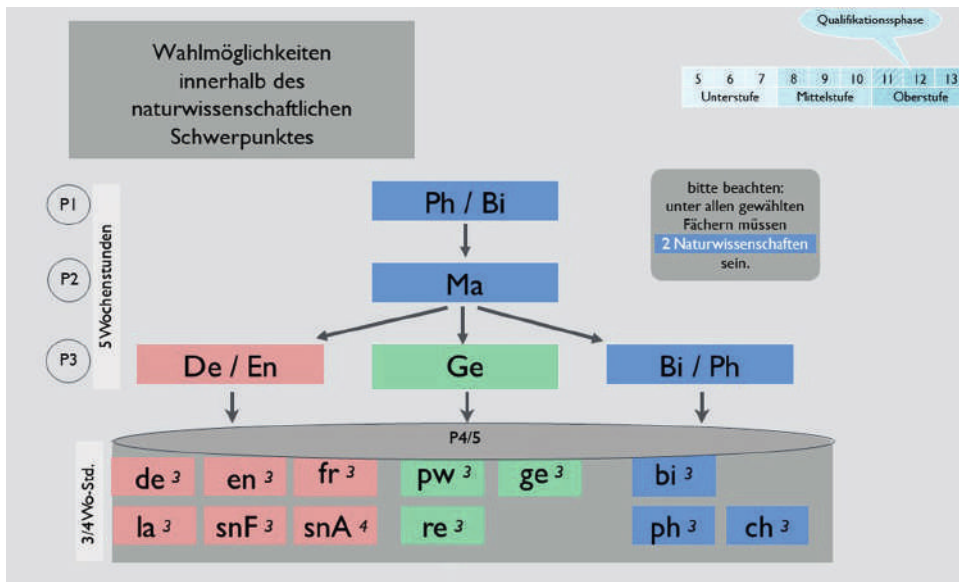 Qualifikationssphase
Wahlmöglichkeiten
innerhalb des
naturwissenschaftlichen
Schwerpunktes
5 6 7 8 9 10 11 12 13
Unterstufe Mittelstufe Oberstufe
bitte beachten:
unter allen gewählten
Fächern müssen
2 Naturwissenschaften
sein.
5 Wochenstunden
P1
Ph / Bi
P2
Ma
P3
De / En
Ge
Bi / Ph
P4/5
3/4 Wo-Std.
de 3 en 3 fr 3 pw 3 ge 3 bi 3
la 3 snF 3 snA 4 re 3 ph 3 ch 3